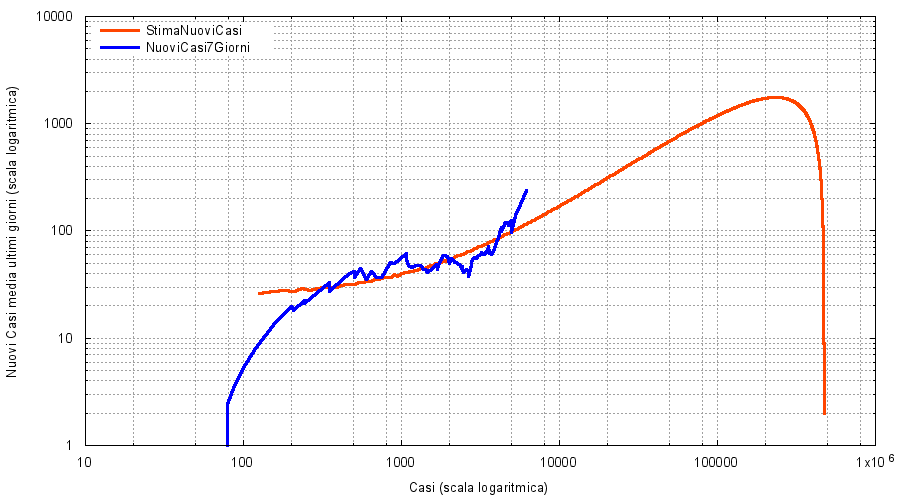 10000
StimaNuoviCasi
NuoviCasi7Giorni
1000
100
10
1
Nuovi Casi media ultimi giorni (scala logaritmica)
10 100 1000 10000 100000 1x10 6
Casi (scala logaritmica)